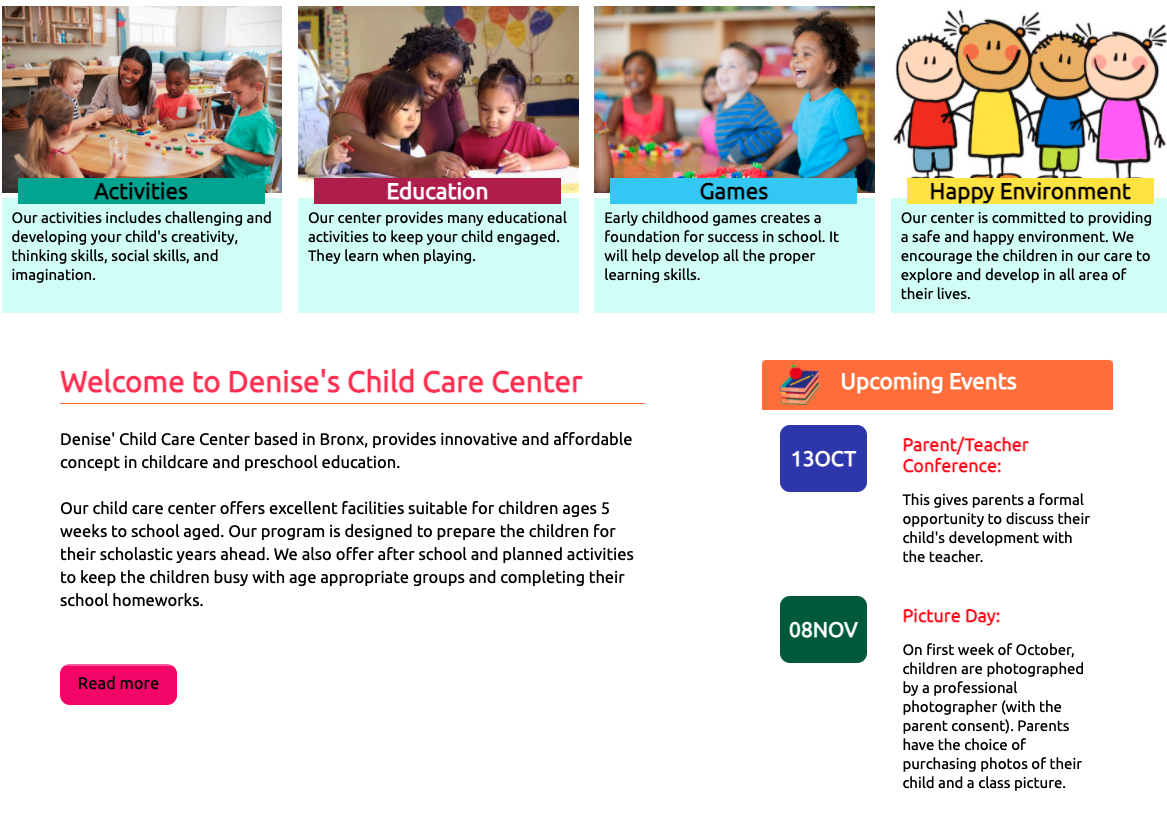 Activities
Our activities includes challenging and
developing your child's creativity,
thinking skills, social skills, and
imagination.
Education
Our center provides many educational
activities to keep your child engaged.
They learn when playing.
Games
Early childhood games creates a
foundation for success in school. It
will help develop all the proper
learning skills.
Happy Environment
Our center is committed to providing
a safe and happy environment. We
encourage the children in our care to
explore and develop in all area of
their lives.
Welcome to Denise's Child Care Center
Denise' Child Care Center based in Bronx, provides innovative and affordable
concept in childcare and preschool education.
Our child care center offers excellent facilities suitable for children ages 5
weeks to school aged. Our program is designed to prepare the children for
their scholastic years ahead. We also offer after school and planned activities
to keep the children busy with age appropriate groups and completing their
school homeworks.
Read more
Upcoming Events
13OCT
Parent/Teacher
Conference:
This gives parents a formal
opportunity to discuss their
child's development with
the teacher.
08NOV
Picture Day:
On first week of October,
children are photographed
by a professional
photographer (with the
parent consent). Parents
have the choice of
purchasing photos of their
child and a class picture.